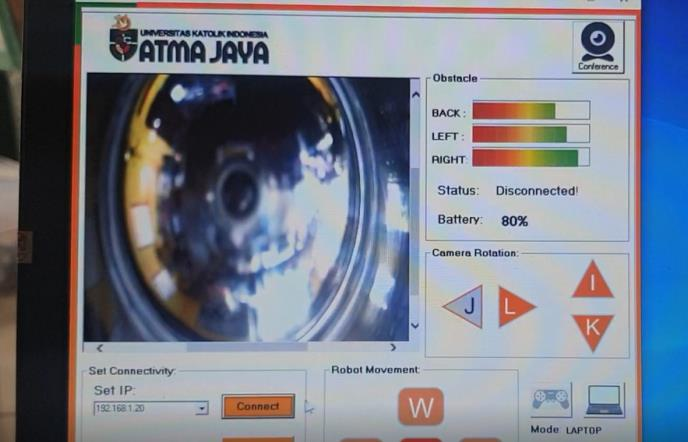 UNIVERSITAS KATOLIK INDONESIA
ATMA JAYA
Conference
Obstacle
BACK :
LEFT :
RIGHT:
Status: Disconnected!
Battery: 80%
Camera Rotation:
I
J L
K
Set Connectivity:
Set IP:
192.168.1.20
Connect
Robot Movement:
W
Mode: LAPTOP